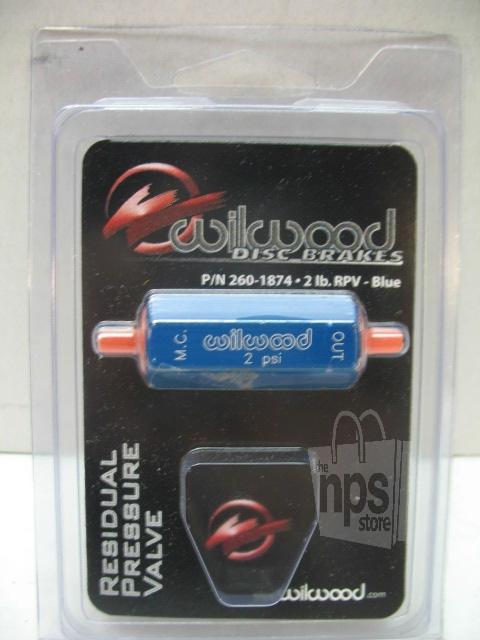 wilwood
DISC BRAKES
P/N 260-1874 • 2 lb. RPV - Blue
M.C.
wilwood
2 psi
OUT
RESIDUAL
PRESSURE
VALVE
the
nps
store
wilwood.com